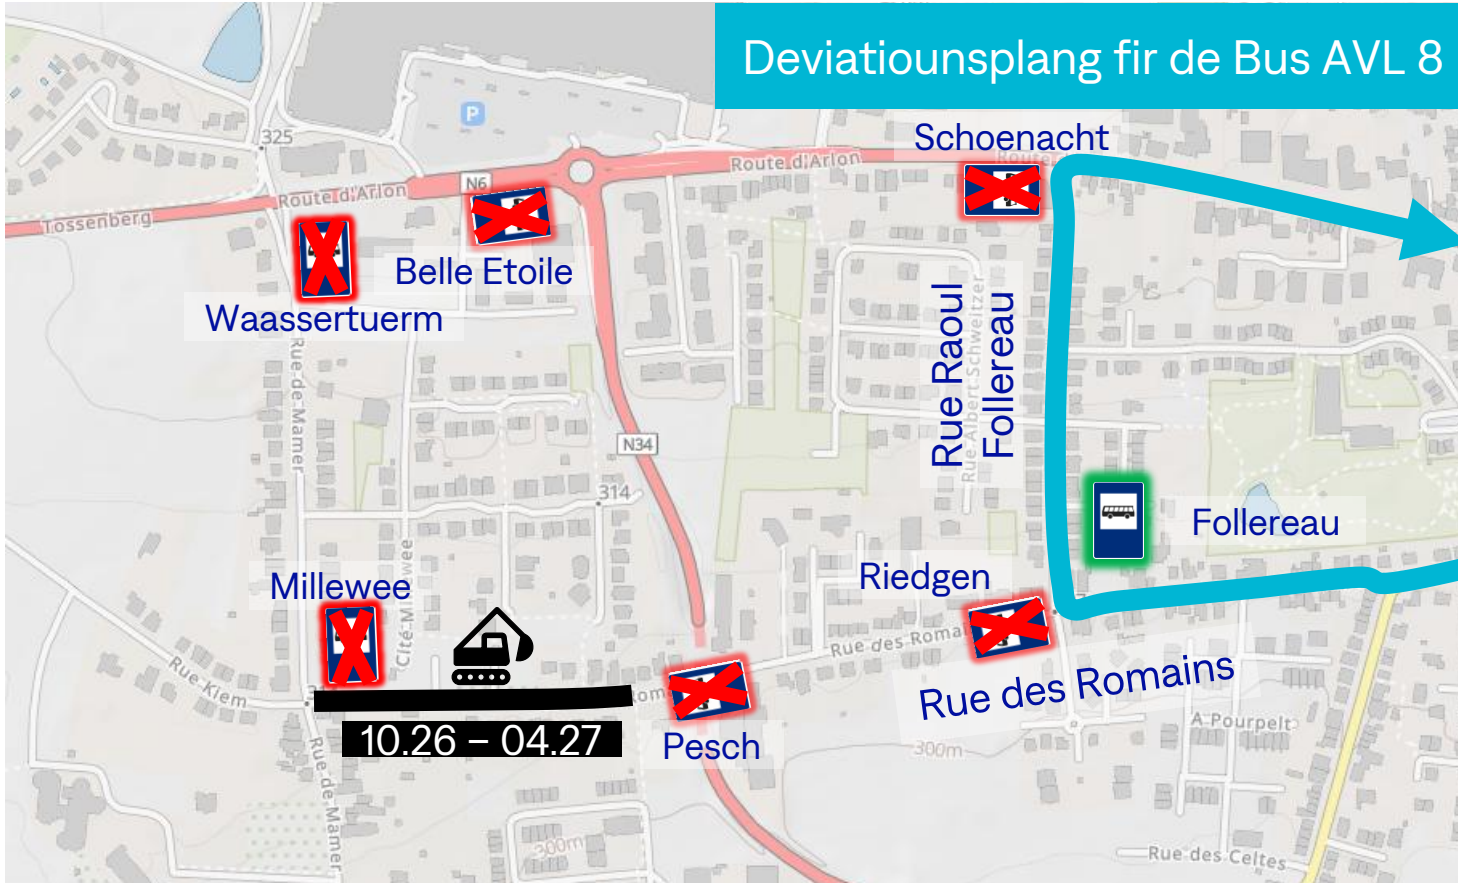 Deviatiounsplang fir de Bus AVL 8
P
Schoenacht
325
Route d'Arlon
Route d'Arlon
N6
Tossenberg
Belle Etoile
Waassertuerm
Rue Raoul
Follereau
Rue Albert Schweitzer
Rue de Mamer
N34
314
Follereau
Riedgen
Millewee
Cité Millewee
Rue des Roma
Rue Kiem
Rue des Romains
10.26 – 04.27
Pesch
A Pourpelt
300m
Rue de Mamer
300m
Rue des Celtes